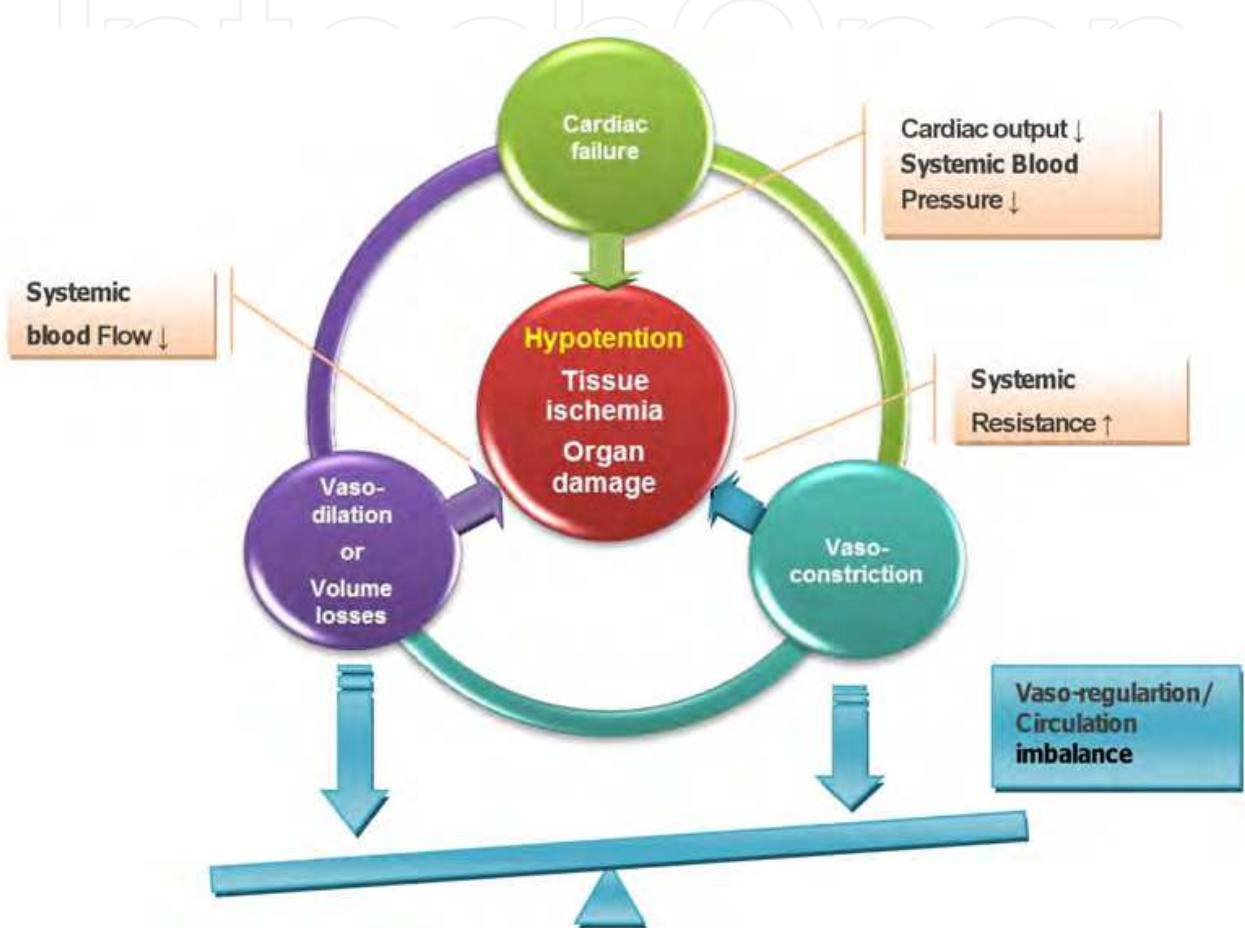 Cardiac
failure
Cardiac output ↓
Systemic Blood
Pressure ↓
Systemic
blood Flow ↓
Hypotention
Tissue
ischemia
Organ
damage
Systemic
Resistance ↑
Vaso-
dilation
or
Volume
losses
Vaso-
constriction
Vaso-regulartion/
Circulation
imbalance